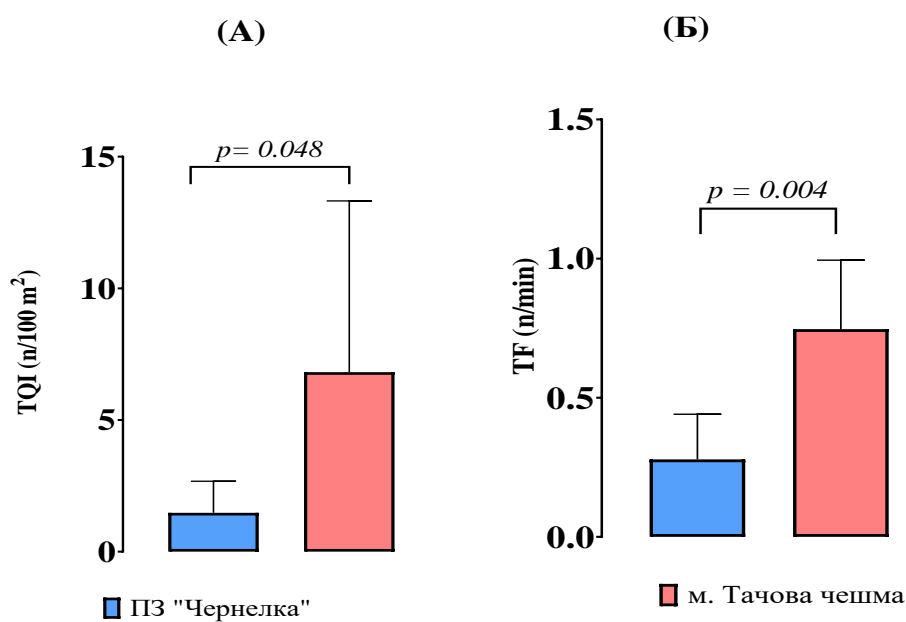 (А)
p= 0.048
15
10
5
0
TQI (n/100 m²)
ПЗ "Чернелка"
(Б)
1.5
p = 0.004
1.0
0.5
0.0
TF (n/min)
м. Тачова чешма